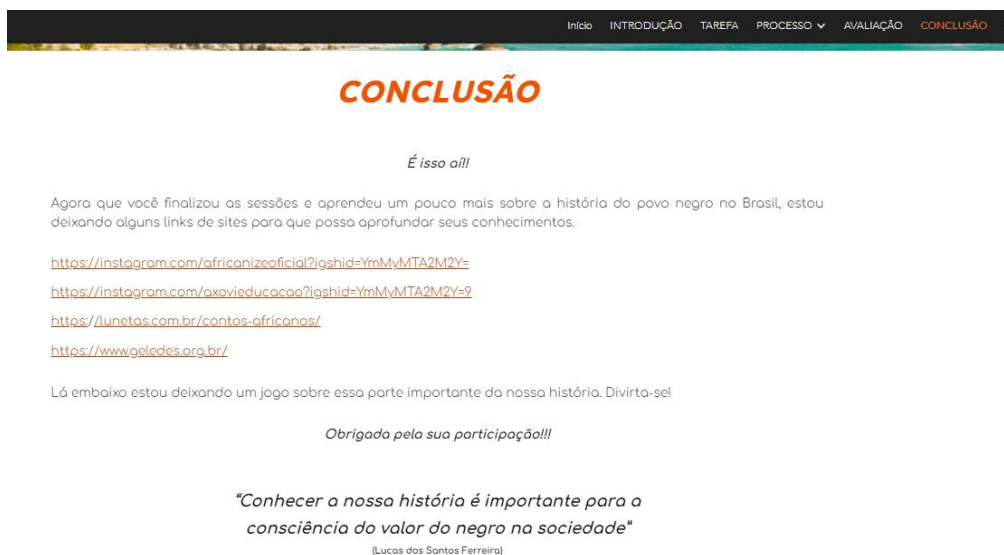 Início INTRODUÇÃO TAREFA PROCESSO AVALIAÇÃO CONCLUSÃO
CONCLUSÃO
É isso aí!!
Agora que você finalizou as sessões e aprendeu um pouco mais sobre a história do povo negro no Brasil, estou
deixando alguns links de sites para que possa aprofundar seus conhecimentos.
https://instagram.com/africanizeoficial?igshid=YmMyMTA2M2Y=
https://instagram.com/axovieducacao?igshid=YmMyMTA2M2Y=9
https://lunetas.com.br/contos-africanos/
https://www.geledes.org.br/
Lá embaixo estou deixando um jogo sobre essa parte importante da nossa história. Divirta-se!
Obrigada pela sua participação!!!
"Conhecer a nossa história é importante para a
consciência do valor do negro na sociedade"
(Lucas dos Santos Ferreira)